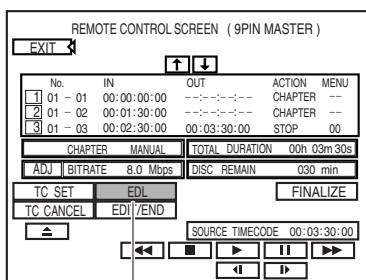 REMOTE CONTROL SCREEN ( 9PIN MASTER )
EXIT
No. IN OUT ACTION MENU
1 01 – 01 00:00:00:00 --:--:--:-- CHAPTER --
2 01 – 02 00:01:30:00 --:--:--:-- CHAPTER --
3 01 – 03 00:02:30:00 00:03:30:00 STOP 00
CHAPTER MANUAL TOTAL DURATION 00h 03m 30s
ADJ BITRATE 8.0 Mbps DISC REMAIN 030 min
TC SET EDL FINALIZE
TC CANCEL EDIT/END
SOURCE TIMECODE 00:03:30:00